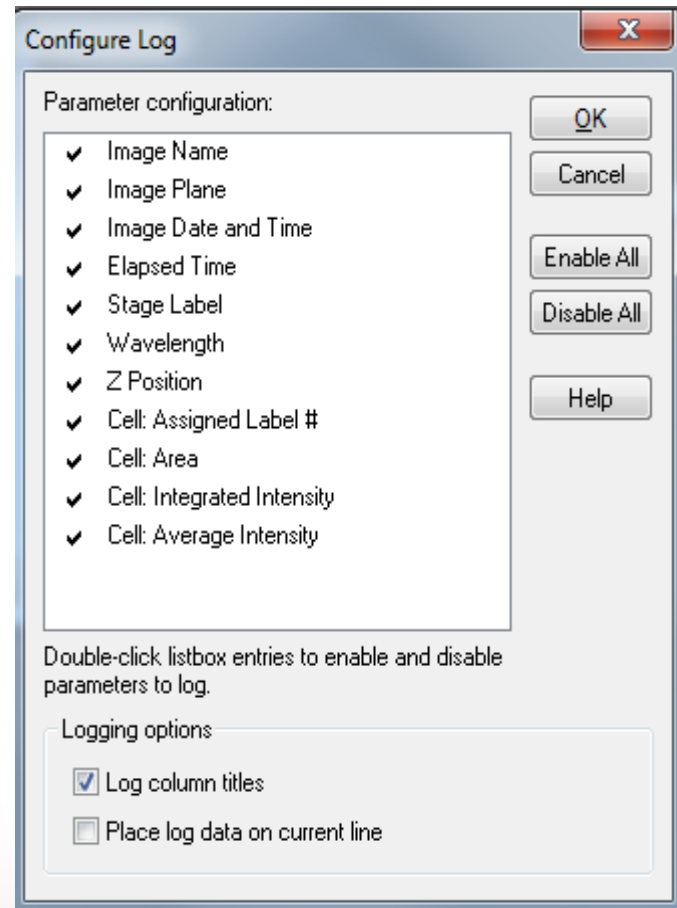 Configure Log
Parameter configuration:
OK
Cancel
Enable All
Disable All
Help
Image Name
Image Plane
Image Date and Time
Elapsed Time
Stage Label
Wavelength
Z Position
Cell: Assigned Label #
Cell: Area
Cell: Integrated Intensity
Cell: Average Intensity
Double-click listbox entries to enable and disable
parameters to log.
Logging options
Log column titles
Place log data on current line